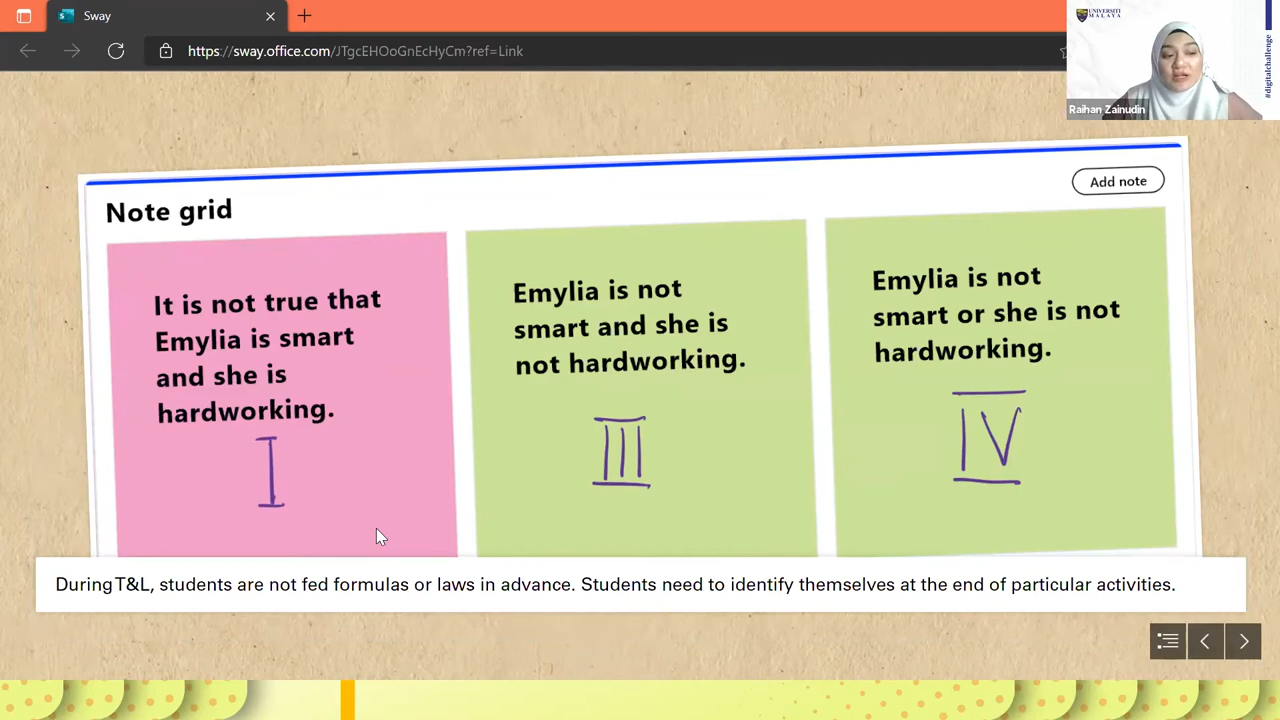 Sway
https://sway.office.com/JTgcEHOoGnEcHyCm?ref=Link
UNIVERSITI
MALAYA
#digitalchallenge
Raihan Zainudin
Add note
Note grid
It is not true that
Emylia is smart
and she is
hardworking.
I
Emylia is not
smart and she is
not hardworking.
III
Emylia is not
smart or she is not
hardworking.
IV
During T&L, students are not fed formulas or laws in advance. Students need to identify themselves at the end of particular activities.